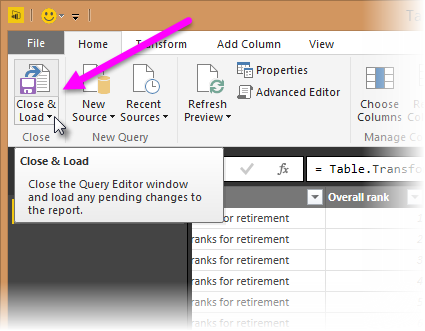 Ta
File Home Transform Add Column View
Close & Load
New Source
Recent Sources
Refresh Preview
Properties
Advanced Editor
Choose Columns
Close New Query Manage Co
Close & Load
Close the Query Editor window
and load any pending changes to
the report.
fx = Table.Transfo
Overall rank
ks for retirement
ranks for retirement
ranks for retirement
ranks for retirement
ranks for retirement